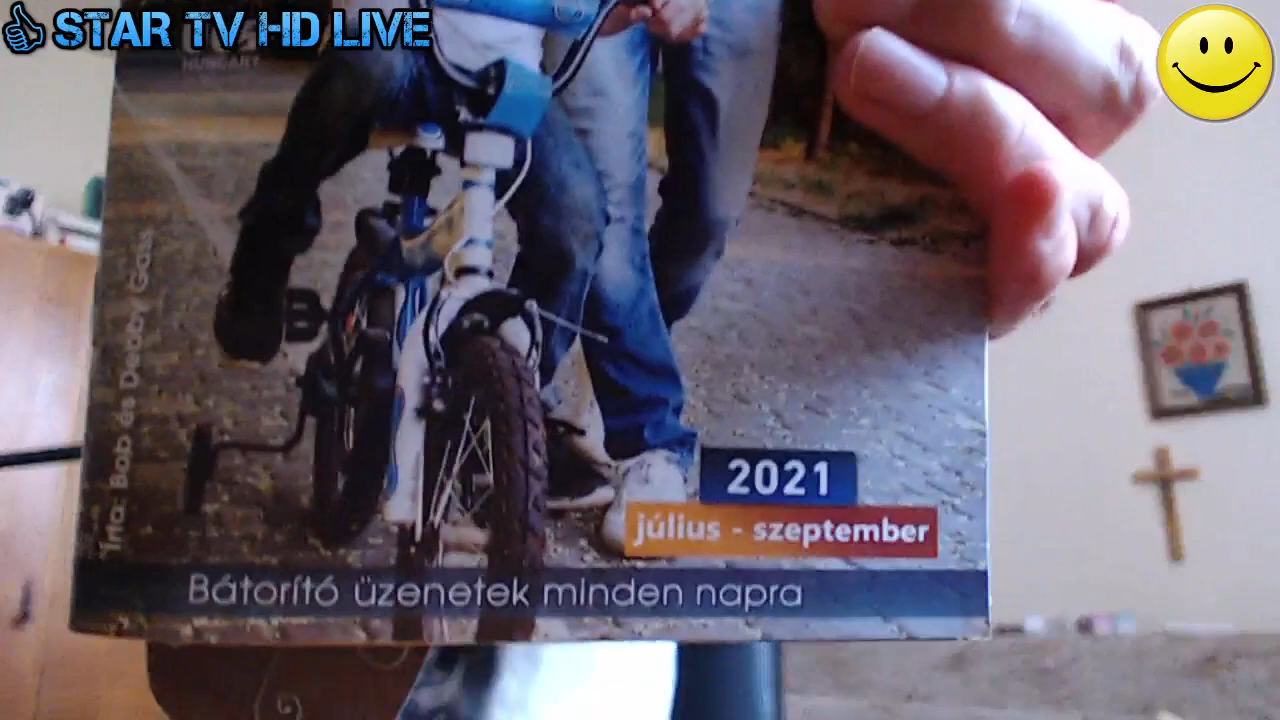 STAR TV HD LIVE
HUNGARY
Írta: Bob és Debby Gass
2021
július - szeptember
Bátorító üzenetek minden napra